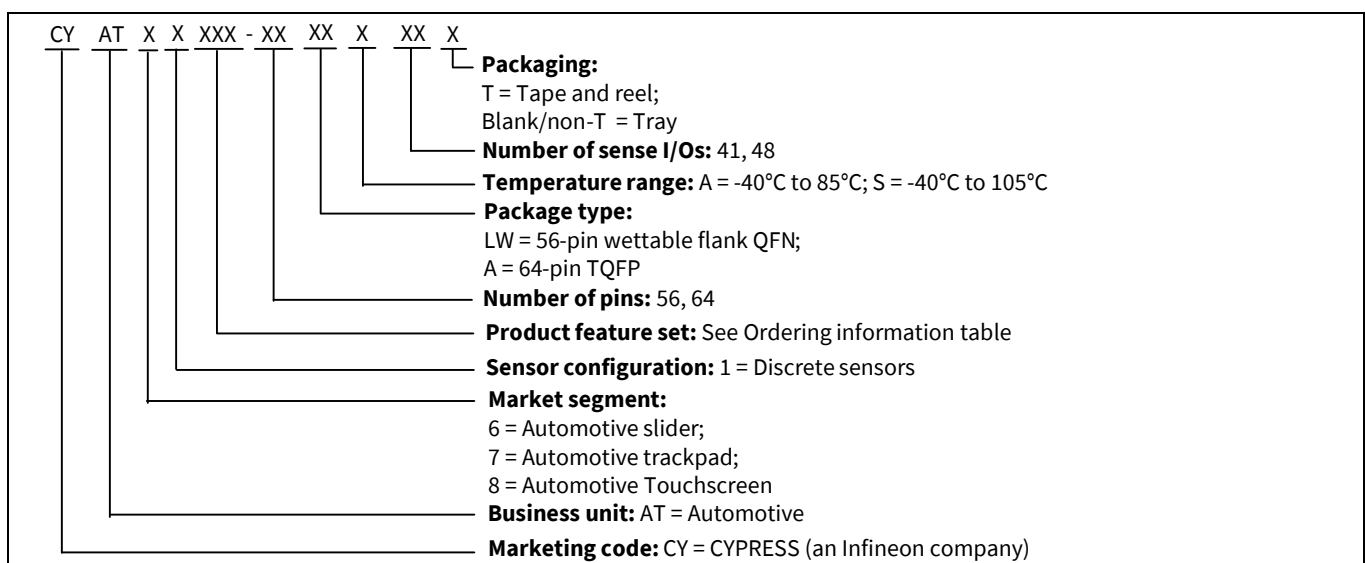 CY AT X X XXX - XX XX X XX X
Packaging:
T = Tape and reel;
Blank/non-T = Tray
Number of sense I/Os: 41, 48
Temperature range: A = -40°C to 85°C; S = -40°C to 105°C
Package type:
LW = 56-pin wettable flank QFN;
A = 64-pin TQFP
Number of pins: 56, 64
Product feature set: See Ordering information table
Sensor configuration: 1 = Discrete sensors
Market segment:
6 = Automotive slider;
7 = Automotive trackpad;
8 = Automotive Touchscreen
Business unit: AT = Automotive
Marketing code: CY = CYPRESS (an Infineon company)